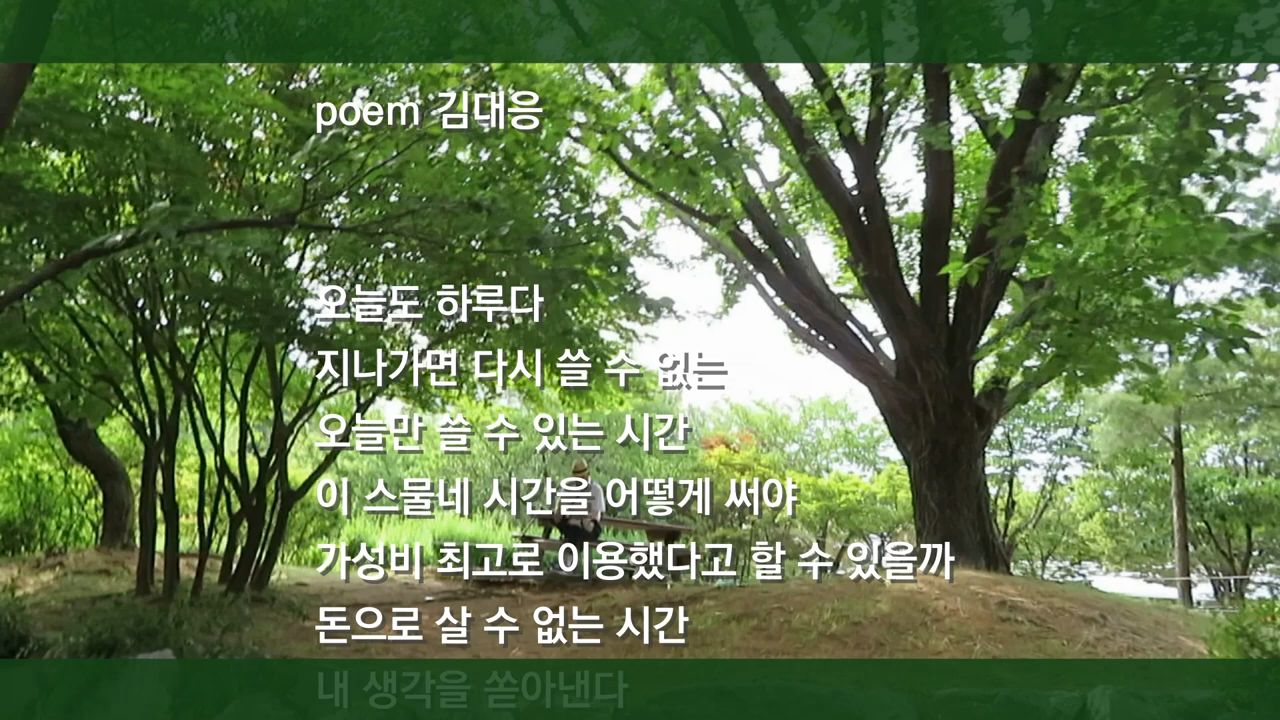 poem 김대응
오늘도 하루다
지나가면 다시 쓸 수 없는
오늘만 쓸 수 있는 시간
이 스물네 시간을 어떻게 써야
가성비 최고로 이용했다고 할 수 있을까
돈으로 살 수 없는 시간
내 생각을 쏟아낸다